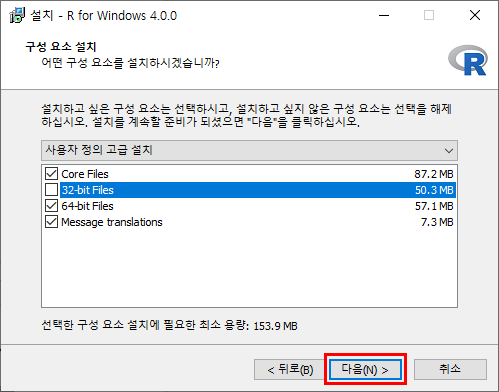 설치 - R for Windows 4.0.0
구성 요소 설치
어떤 구성 요소를 설치하시겠습니까?
R
설치하고 싶은 구성 요소는 선택하시고, 설치하고 싶지 않은 구성 요소는 선택을 해제
하십시오. 설치를 계속할 준비가 되셨으면 "다음"을 클릭하십시오.
사용자 정의 고급 설치
Core Files 87.2 MB
32-bit Files 50.3 MB
64-bit Files 57.1 MB
Message translations 7.3 MB
선택한 구성 요소 설치에 필요한 최소 용량: 153.9 MB
< 뒤로(B) 다음(N) > 취소